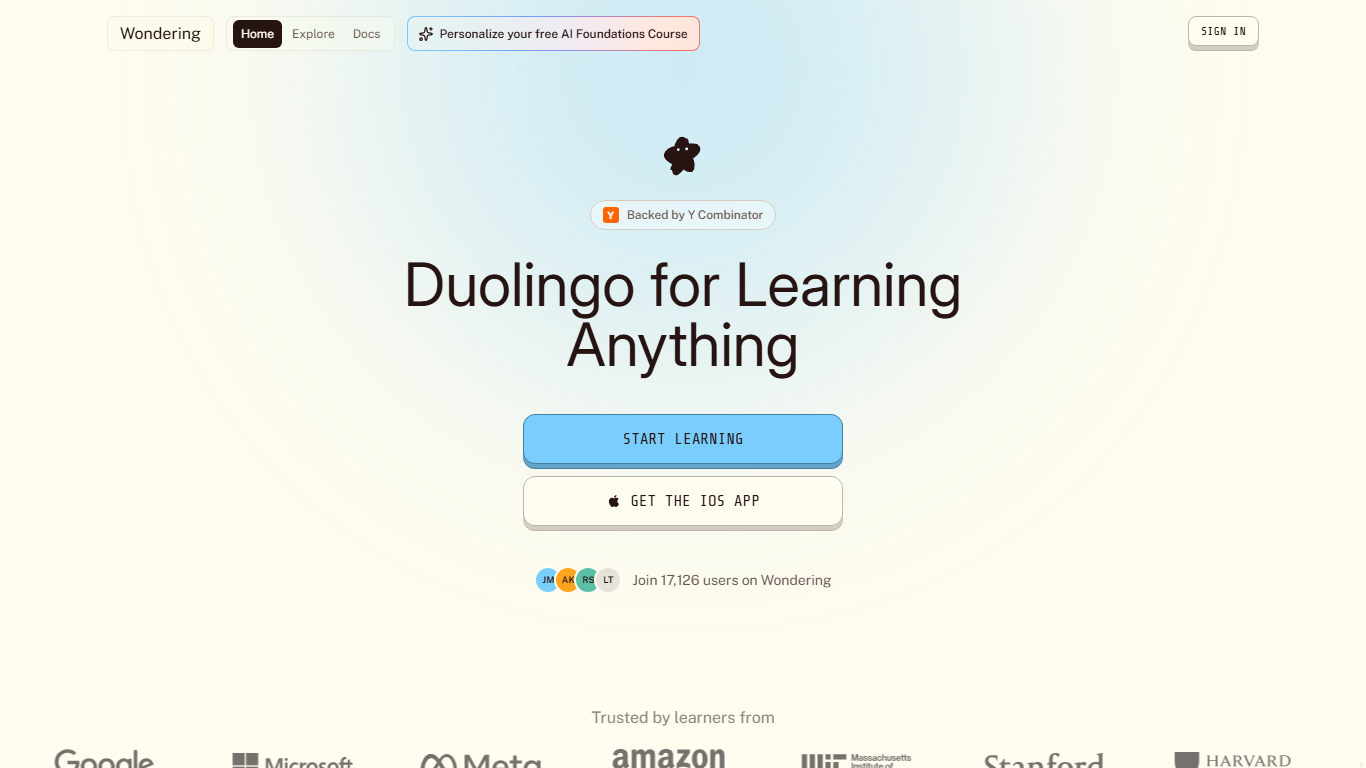 Wondering
Home
Explore
Docs
Personalize your free AI Foundations Course
SIGN IN
Y Backed by Y Combinator
Duolingo for Learning
Anything
START LEARNING
GET THE IOS APP
JM AK RS LT
Join 17,126 users on Wondering
Trusted by learners from
Google
Microsoft
Meta
amazon
Massachusetts
Institute of
Stanford
HARVARD